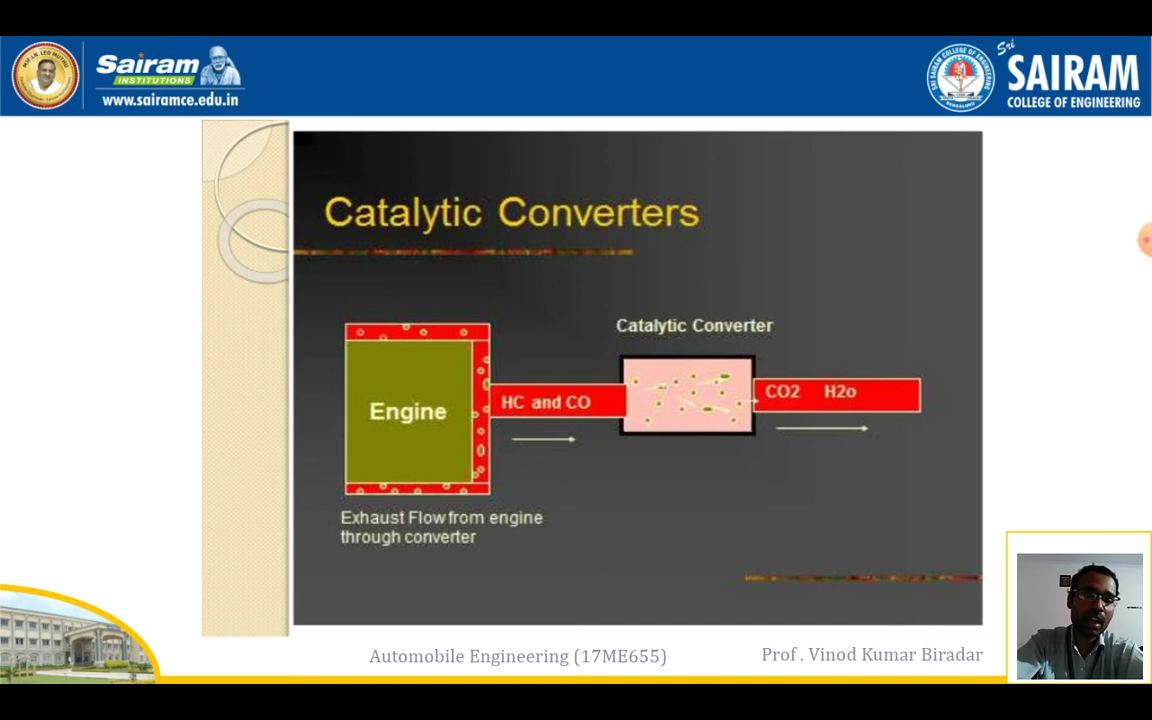 Sairam
INSTITUTIONS
www.sairamce.edu.in
Sri
SAIRAM
COLLEGE OF ENGINEERING
Catalytic Converters
Catalytic Converter
Engine
HC and CO
CO2 H2o
Exhaust Flow from engine
through converter
Automobile Engineering (17ME655)
Prof . Vinod Kumar Biradar